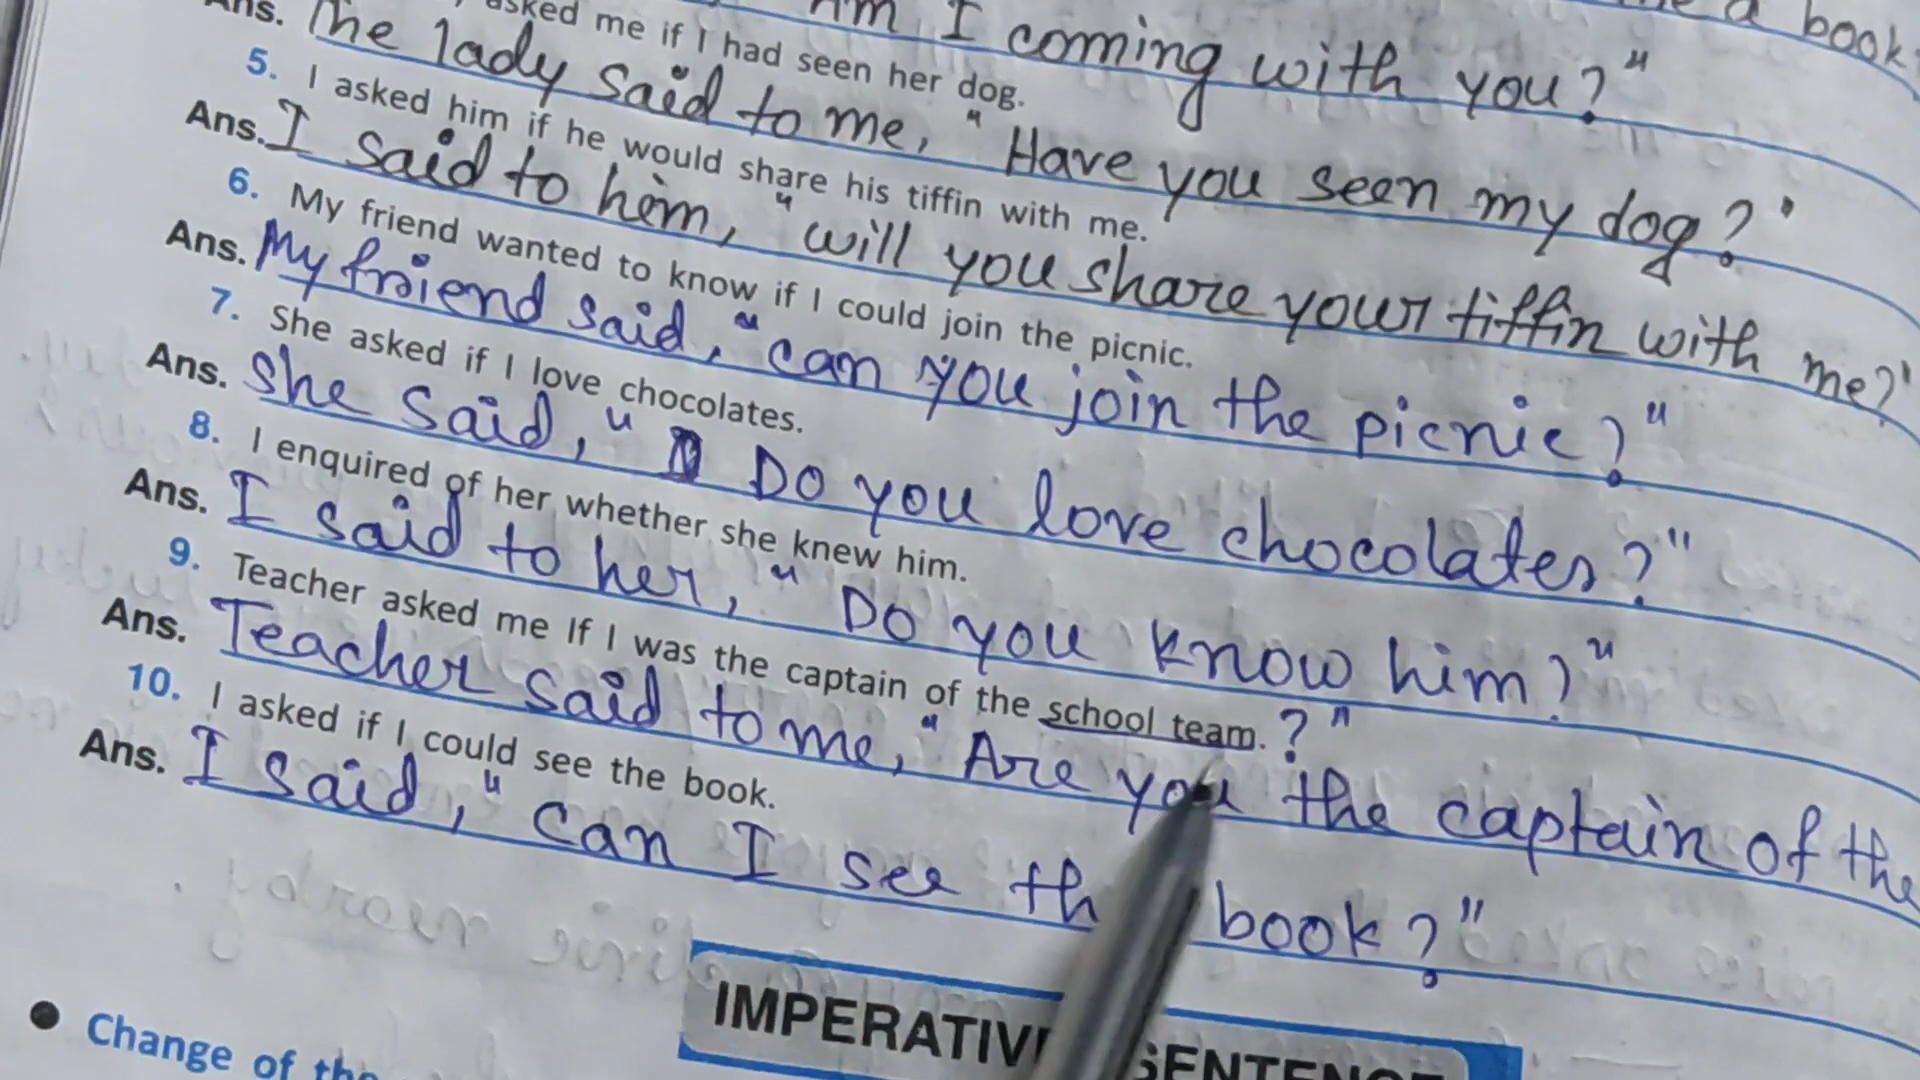 a book
Am I coming with you?"
asked me if I had seen her dog.
Ans. The lady said to me, "Have you seen my dog?"
5. I asked him if he would share his tiffin with me.
Ans. I said to him, "will you share your tiffin with me?"
6. My friend wanted to know if I could join the picnic.
Ans. My friend said, "can you join the picnic?"
7. She asked if I love chocolates.
Ans. She said, " Do you love chocolates?"
8. I enquired of her whether she knew him.
Ans. I said to her, " Do you know him?"
9. Teacher asked me If I was the captain of the school team. ?"
Ans. Teacher said to me, "Are you the captain of the
10. I asked if I could see the book.
Ans. I said, "can I see th book?"
IMPERATIV SENTENCE
● Change of the